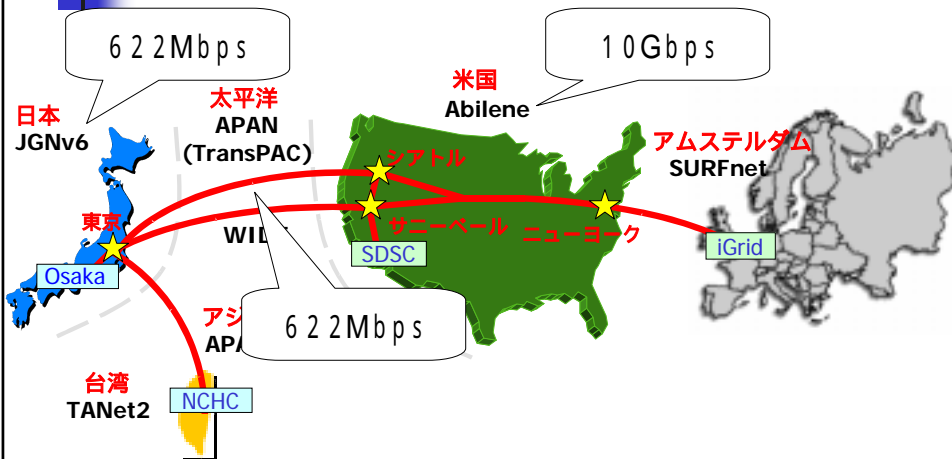 622Mbps
10Gbps
日本
JGNv6
太平洋
APAN
(TransPAC)
米国
Abilene
アムステルダム
SURFnet
シアトル
東京
サニーベール
ニューヨーク
Osaka
SDSC
iGrid
622Mbps
台湾
TANet2
NCHC